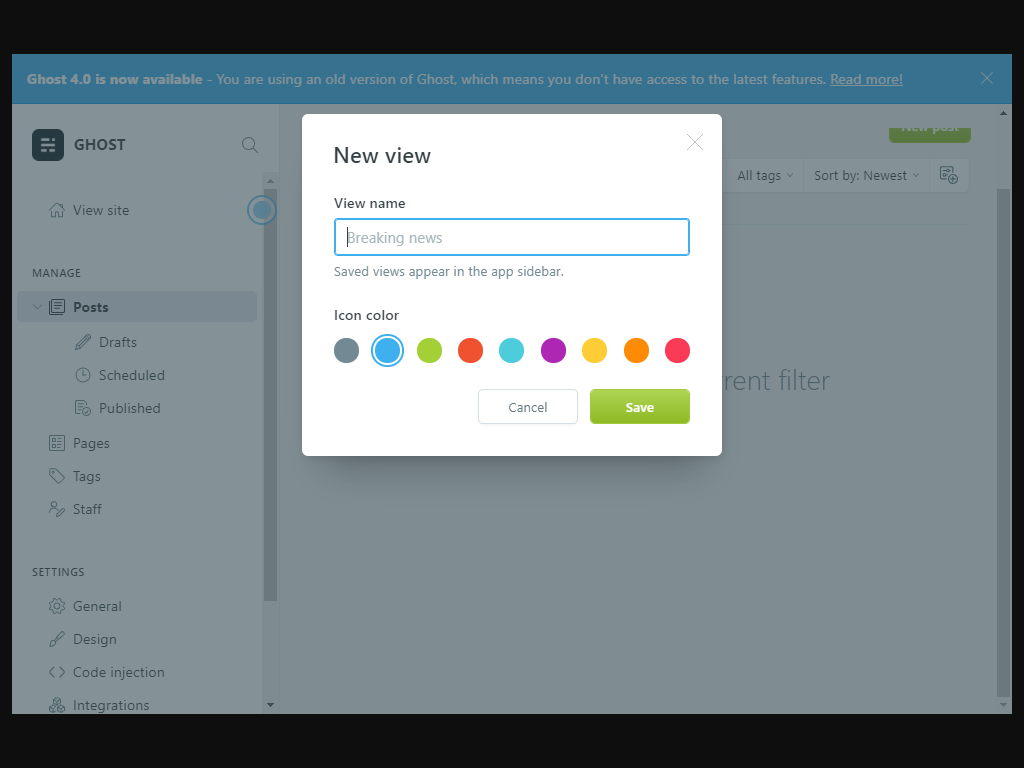 Ghost 4.0 is now available - You are using an old version of Ghost, which means you don't have access to the latest features. Read more!
GHOST
New post
View site
All tags
Sort by: Newest
MANAGE
Posts
Drafts
Scheduled
Published
Pages
Tags
Staff
SETTINGS
General
Design
Code injection
Integrations
New view
View name
Breaking news
Saved views appear in the app sidebar.
Icon color
Cancel
Save
rent filter